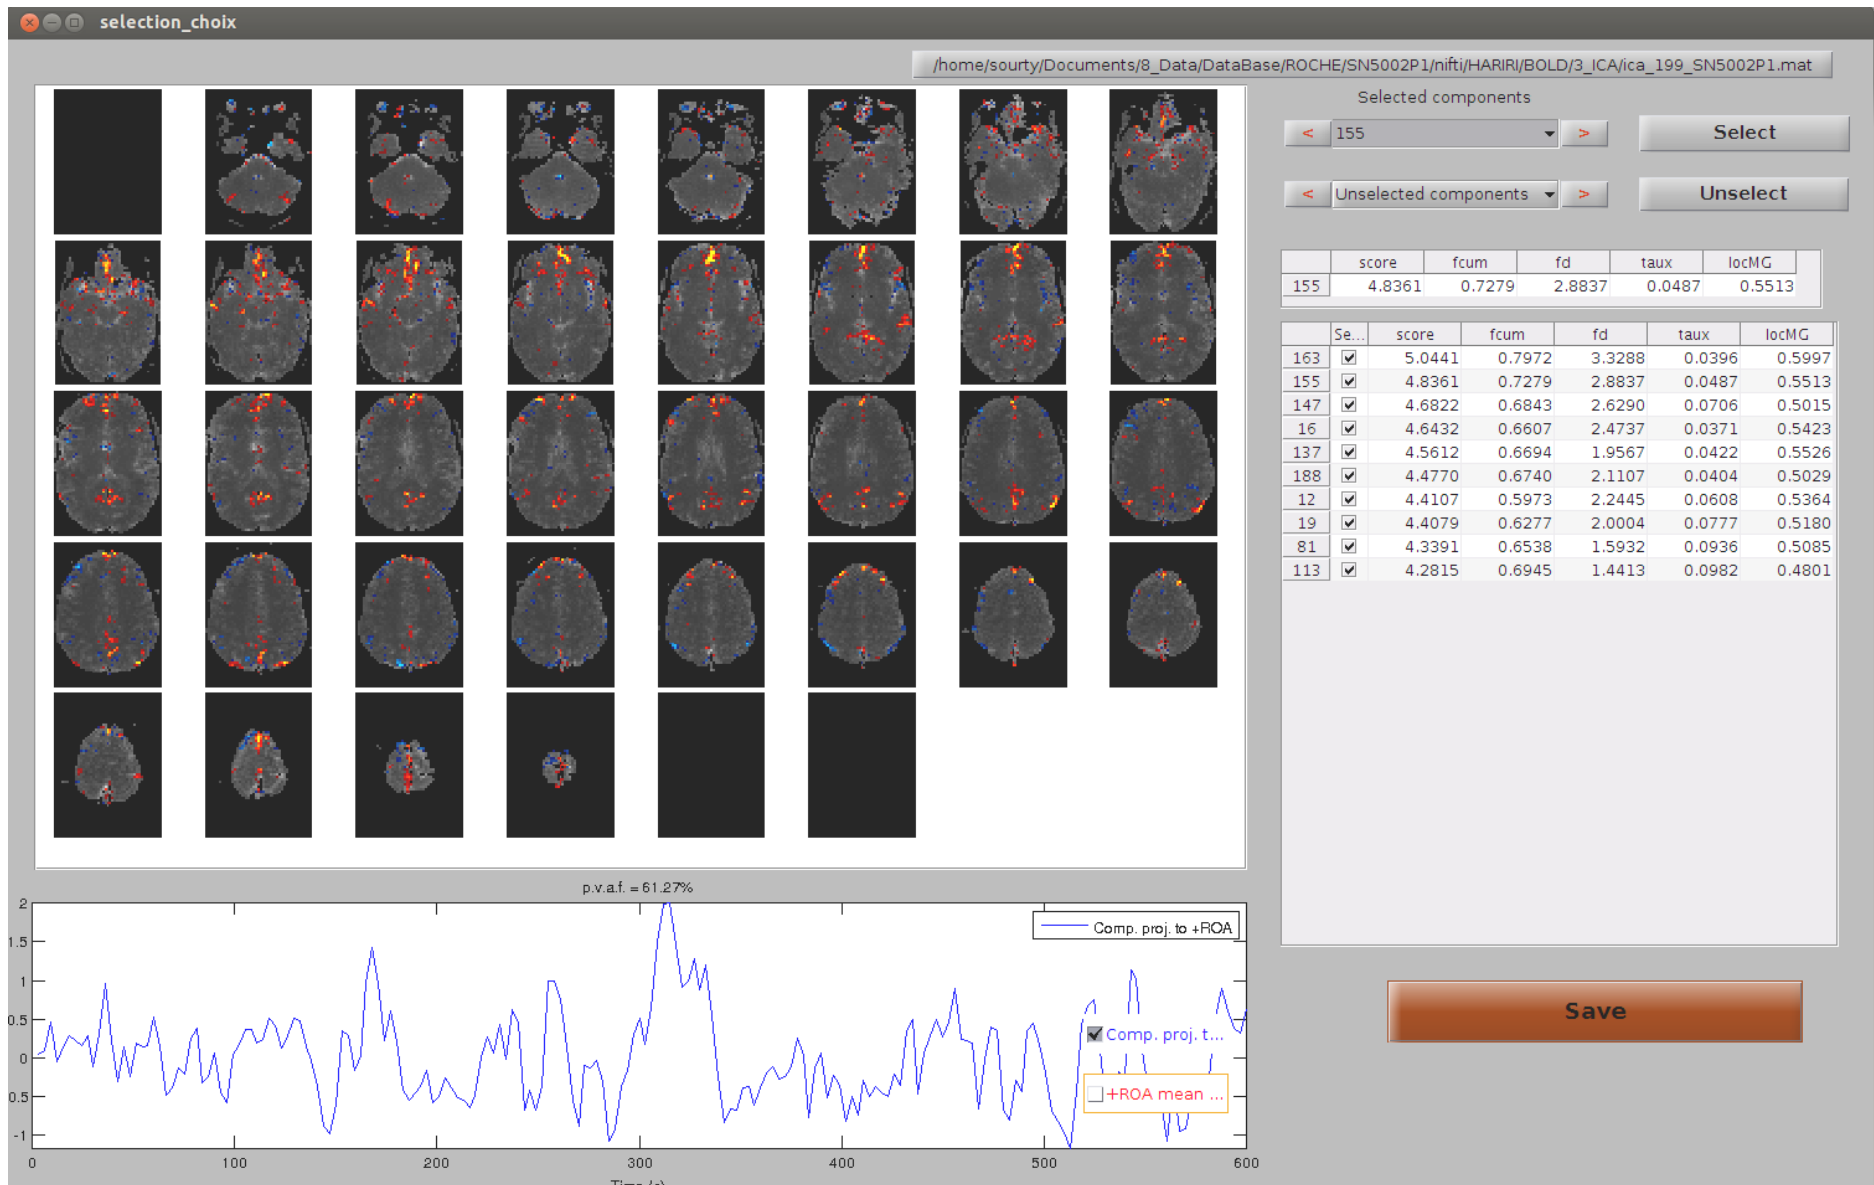 selection_choix
/home/sourty/Documents/8_Data/DataBase/ROCHE/SN5002P1/nifti/HARIRI/BOLD/3_ICA/ica_199_SN5002P1.mat
Selected components
< 155 > Select
< Unselected components > Unselect
score fcum fd taux locMG
155 4.8361 0.7279 2.8837 0.0487 0.5513
Se... score fcum fd taux locMG
163 5.0441 0.7972 3.3288 0.0396 0.5997
155 4.8361 0.7279 2.8837 0.0487 0.5513
147 4.6822 0.6843 2.6290 0.0706 0.5015
16 4.6432 0.6607 2.4737 0.0371 0.5423
137 4.5612 0.6694 1.9567 0.0422 0.5526
188 4.4770 0.6740 2.1107 0.0404 0.5029
12 4.4107 0.5973 2.2445 0.0608 0.5364
19 4.4079 0.6277 2.0004 0.0777 0.5180
81 4.3391 0.6538 1.5932 0.0936 0.5085
113 4.2815 0.6945 1.4413 0.0982 0.4801
Save
p.v.a.f. = 61.27%
2
1.5
1
0.5
0
0.5
-1
Comp. proj. to +ROA
Comp. proj. t...
+ROA mean ...
0 100 200 300 400 500 600
Time (s)